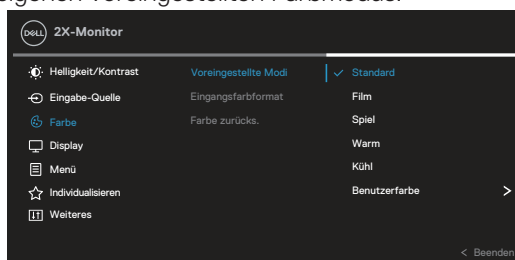 eigenen voreingestellten Farbmodus.
DELL 2X-Monitor
Helligkeit/Kontrast Voreingestellte Modi Standard
Eingabe-Quelle Eingangsfarbformat Film
Farbe Farbe zurücks. Spiel
Display Warm
Menü Kühl
Individualisieren Benutzerfarbe >
Weiteres
< Beenden